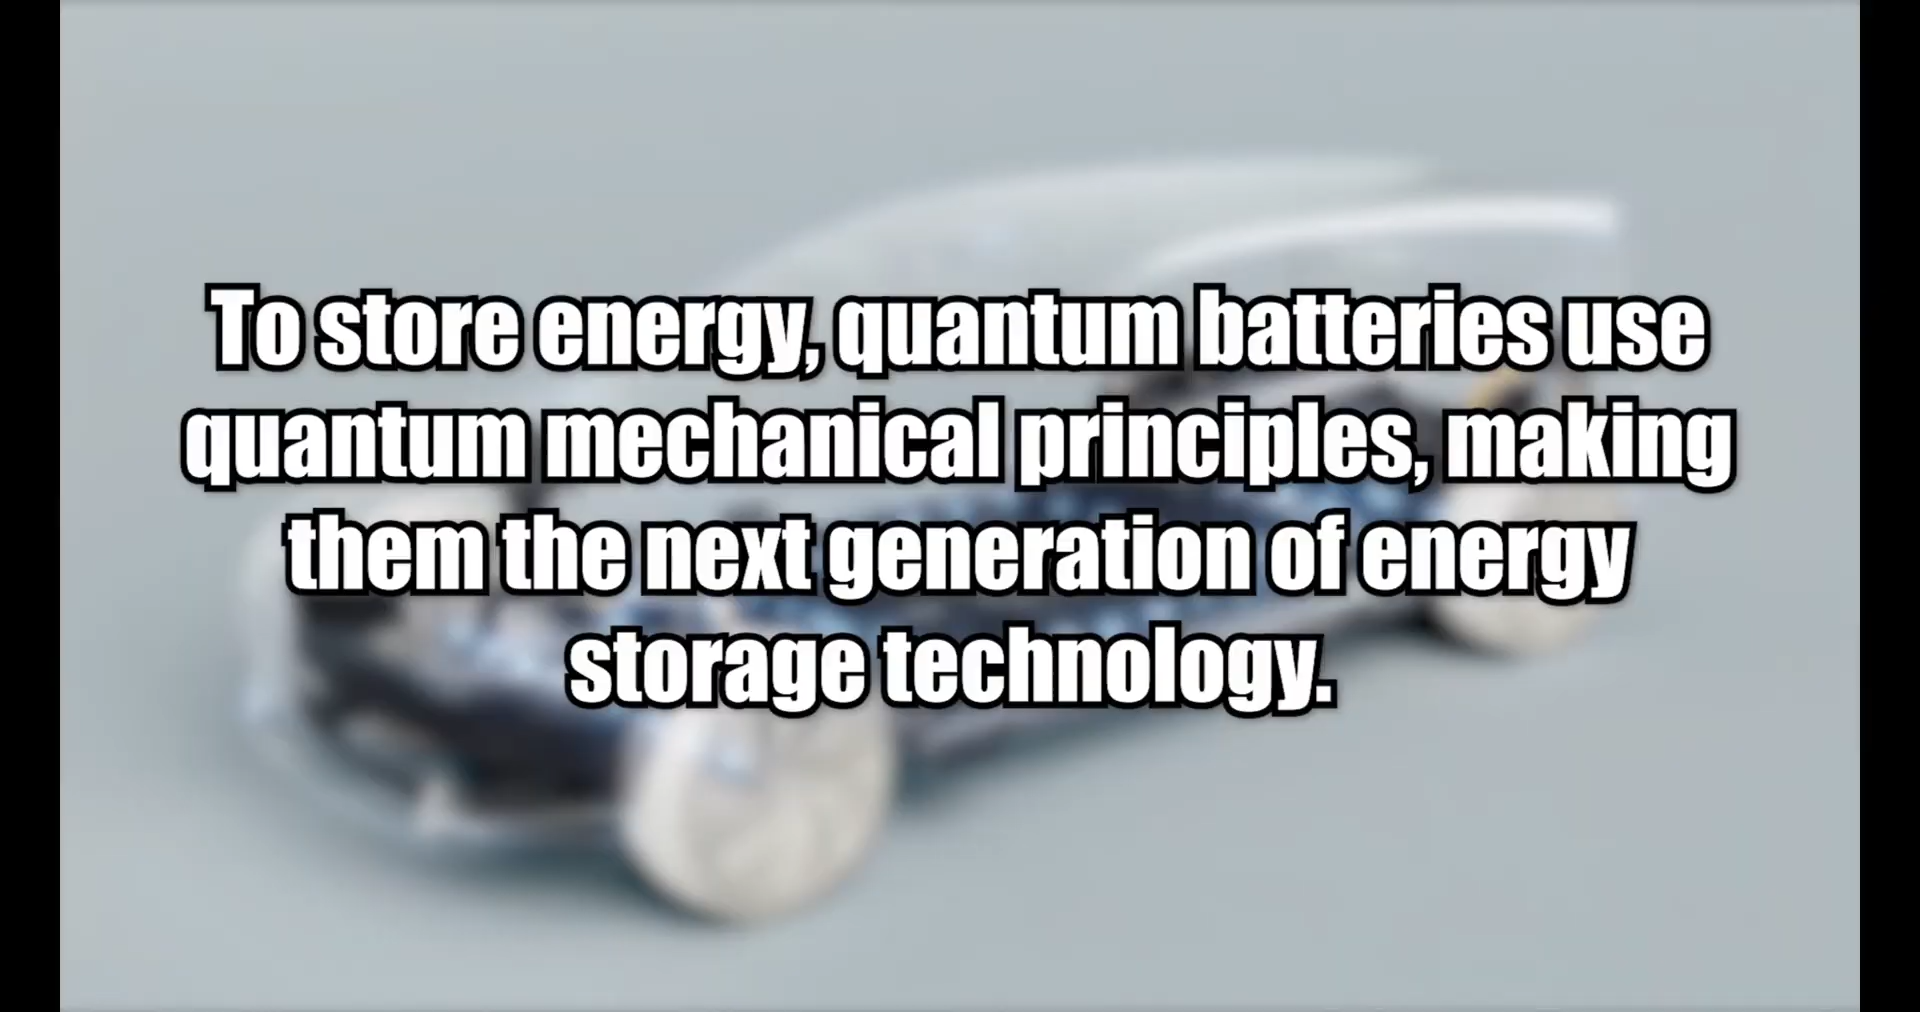 To store energy, quantum batteries use
quantum mechanical principles, making
them the next generation of energy
storage technology.